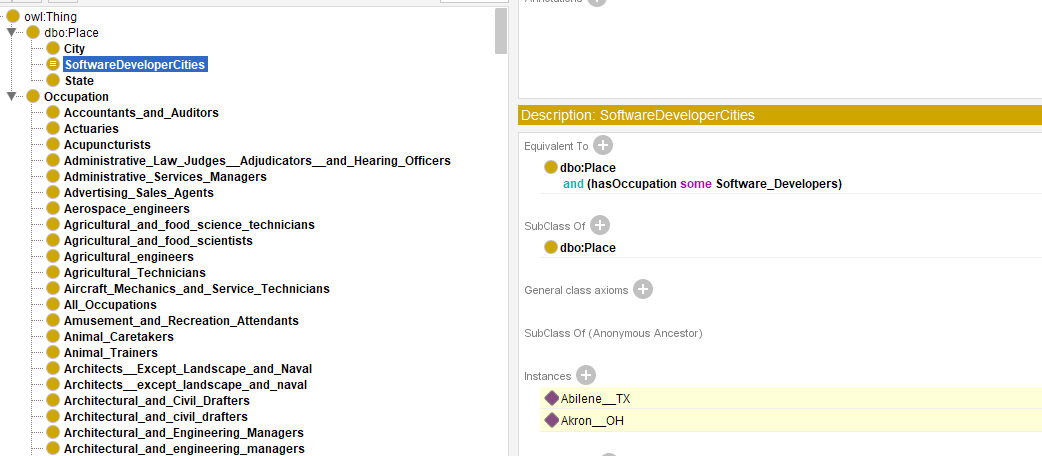 Annotations
owl:Thing
dbo:Place
City
SoftwareDeveloperCities
State
Occupation
Accountants_and_Auditors
Actuaries
Acupuncturists
Administrative_Law_Judges__Adjudicators__and_Hearing_Officers
Administrative_Services_Managers
Advertising_Sales_Agents
Aerospace_engineers
Agricultural_and_food_science_technicians
Agricultural_and_food_scientists
Agricultural_engineers
Agricultural_Technicians
Aircraft_Mechanics_and_Service_Technicians
All_Occupations
Amusement_and_Recreation_Attendants
Animal_Caretakers
Animal_Trainers
Architects__Except_Landscape_and_Naval
Architects__except_landscape_and_naval
Architectural_and_Civil_Drafters
Architectural_and_civil_drafters
Architectural_and_Engineering_Managers
Architectural_and_engineering_managers
Description: SoftwareDeveloperCities
Equivalent To
dbo:Place
and (hasOccupation some Software_Developers)
SubClass Of
dbo:Place
General class axioms
SubClass Of (Anonymous Ancestor)
Instances
Abilene__TX
Akron__OH